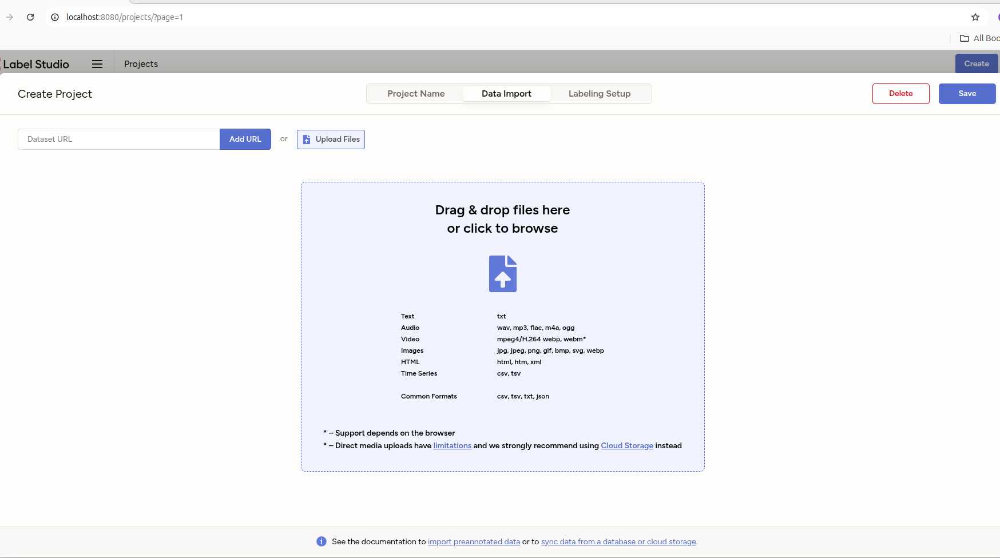 localhost:8080/projects/?page=1
All Boo
Label Studio
Projects
Create
Create Project
Project Name
Data Import
Labeling Setup
Delete
Save
Dataset URL
Add URL
or
Upload Files
Drag & drop files here
or click to browse
Text txt
Audio wav, mp3, flac, m4a, ogg
Video mpeg4/H.264 webp, webm*
Images jpg, jpeg, png, gif, bmp, svg, webp
HTML html, htm, xml
Time Series csv, tsv
Common Formats csv, tsv, txt, json
* – Support depends on the browser
* – Direct media uploads have limitations and we strongly recommend using Cloud Storage instead
See the documentation to import preannotated data or to sync data from a database or cloud storage.